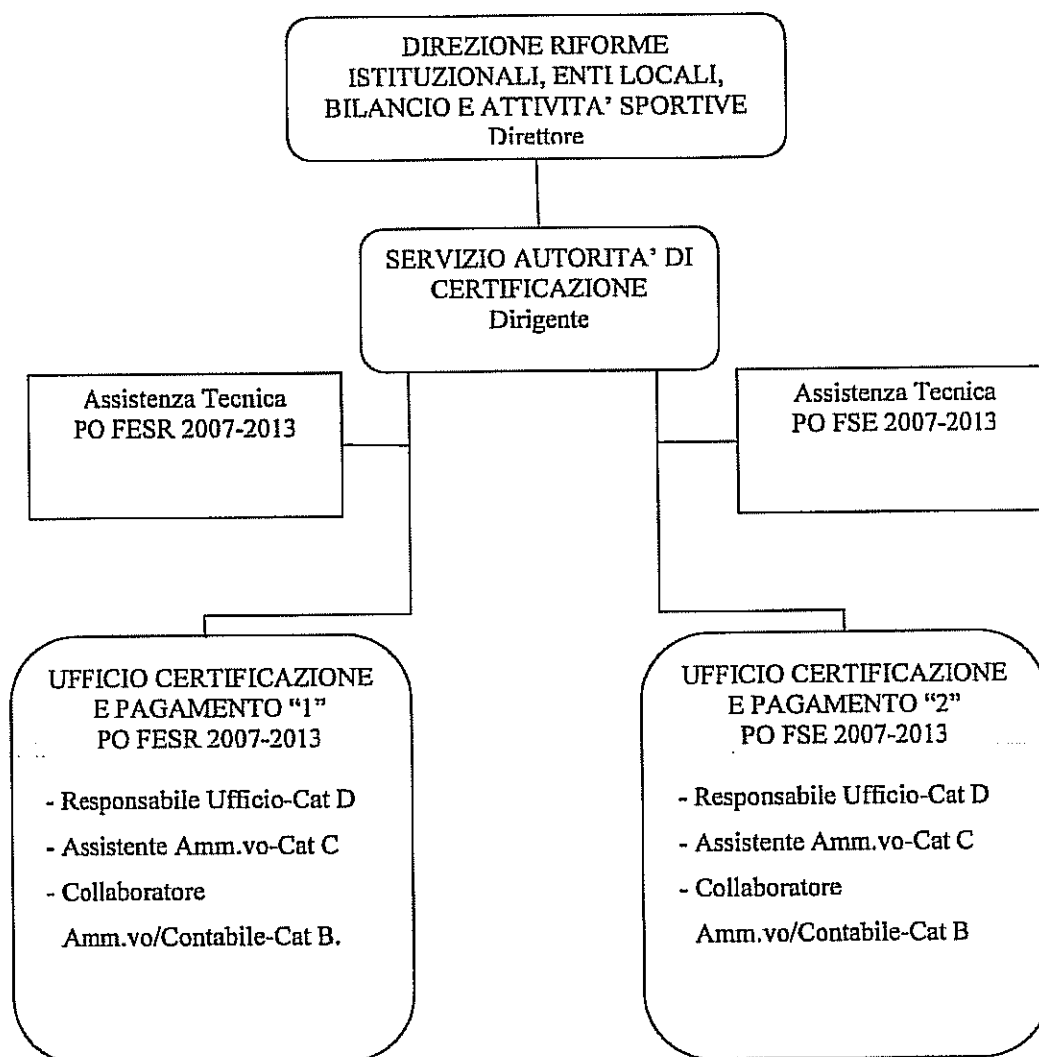 DIREZIONE RIFORME
ISTITUZIONALI, ENTI LOCALI,
BILANCIO E ATTIVITA' SPORTIVE
Direttore
SERVIZIO AUTORITA' DI
CERTIFICAZIONE
Dirigente
Assistenza Tecnica
PO FESR 2007-2013
Assistenza Tecnica
PO FSE 2007-2013
UFFICIO CERTIFICAZIONE
E PAGAMENTO "1"
PO FESR 2007-2013
- Responsabile Ufficio-Cat D
- Assistente Amm.vo-Cat C
- Collaboratore
Amm.vo/Contabile-Cat B.
UFFICIO CERTIFICAZIONE
E PAGAMENTO "2"
PO FSE 2007-2013
- Responsabile Ufficio-Cat D
- Assistente Amm.vo-Cat C
- Collaboratore
Amm.vo/Contabile-Cat B